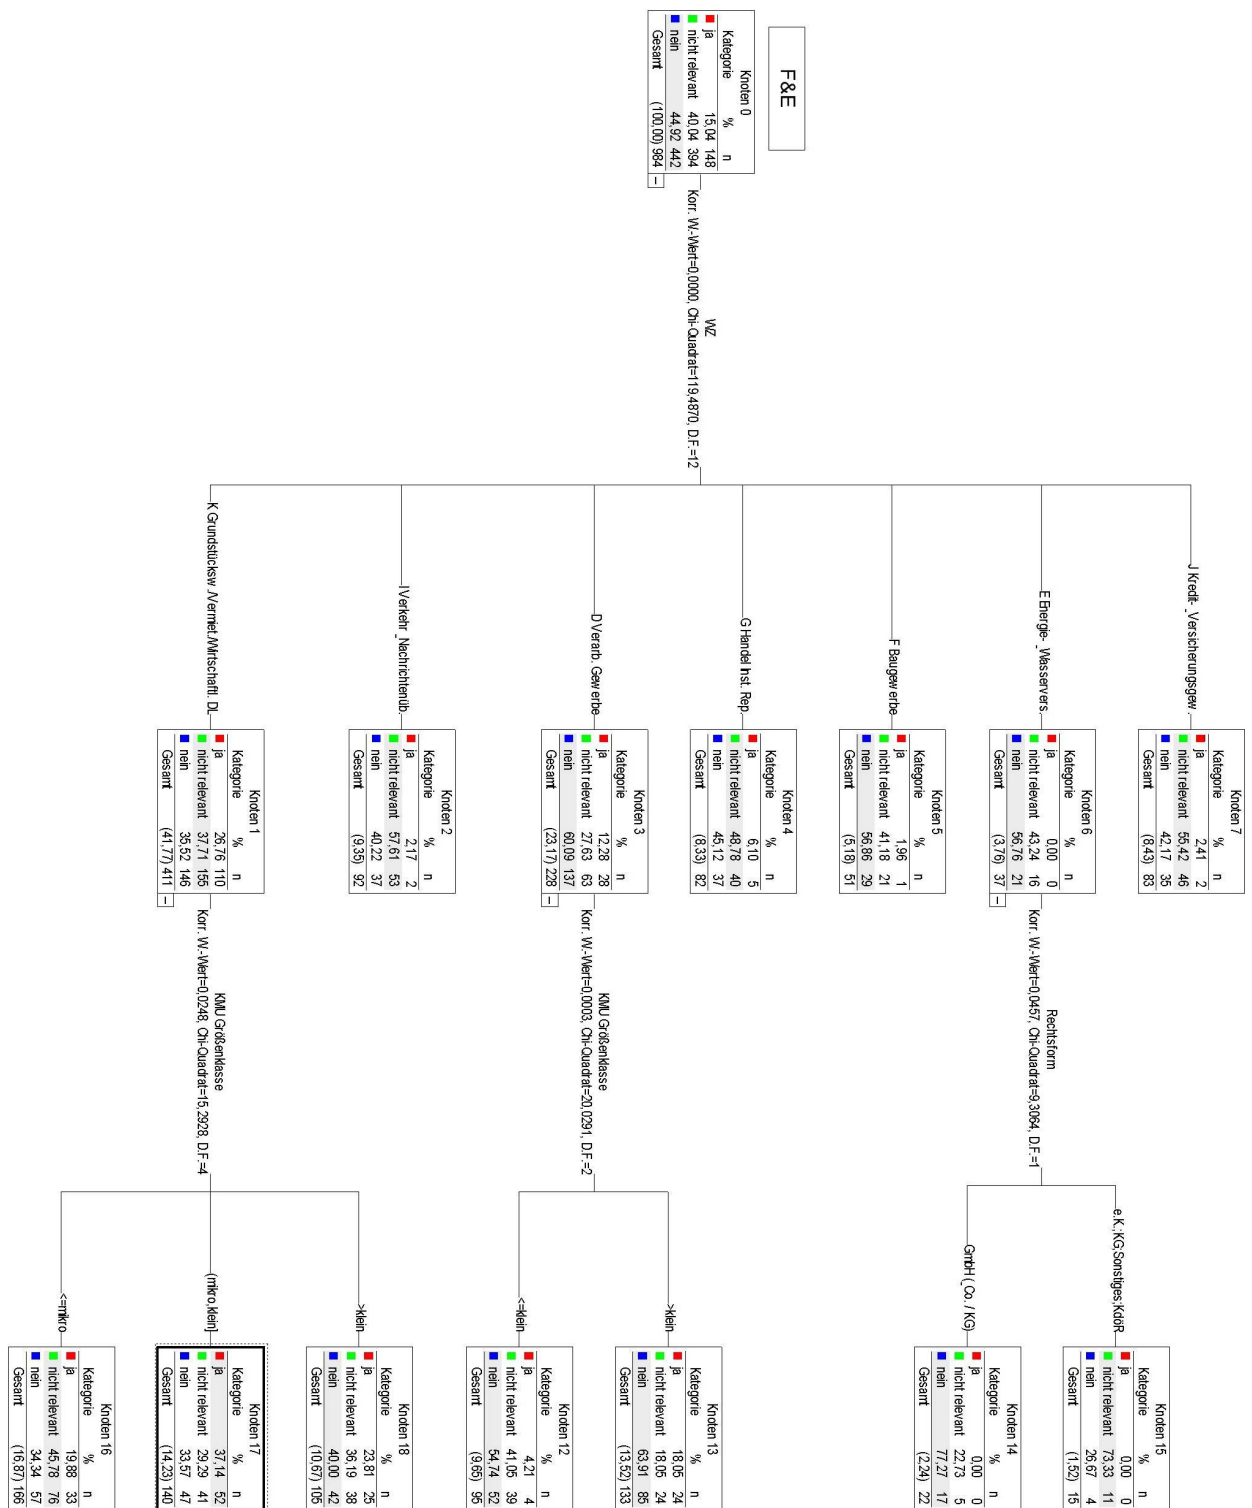 F&E
Knoten 0
Kategorie % n
ja 15,04 148
nicht relevant 40,04 394
nein 44,92 442
Gesamt (100,00) 984
WZ
Korr. W.-Wert=0,0000, Chi-Quadrat=119,4870, D.F.=12
J Kredit-_Versicherungsgew.
Knoten 7
Kategorie % n
ja 2,41 2
nicht relevant 55,42 46
nein 42,17 35
Gesamt (8,43) 83
E Energie-_Wasservers.
Knoten 6
Kategorie % n
ja 0,00 0
nicht relevant 43,24 16
nein 56,76 21
Gesamt (3,76) 37
Rechtsform
Korr. W.-Wert=0,0457, Chi-Quadrat=9,3064, D.F.=1
e.K.;KG;Sonstiges;KdöR
Knoten 15
Kategorie % n
ja 0,00 0
nicht relevant 73,33 11
nein 26,67 4
Gesamt (1,52) 15
GmbH (_Co. / KG)
Knoten 14
Kategorie % n
ja 0,00 0
nicht relevant 22,73 5
nein 77,27 17
Gesamt (2,24) 22
F Baugewerbe
Knoten 5
Kategorie % n
ja 1,96 1
nicht relevant 41,18 21
nein 56,86 29
Gesamt (5,18) 51
G Handel Inst. Rep.
Knoten 4
Kategorie % n
ja 6,10 5
nicht relevant 48,78 40
nein 45,12 37
Gesamt (8,33) 82
D Verarb. Gewerbe
Knoten 3
Kategorie % n
ja 12,28 28
nicht relevant 27,63 63
nein 60,09 137
Gesamt (23,17) 228
KMU Größenklasse
Korr. W.-Wert=0,0003, Chi-Quadrat=20,0291, D.F.=2
>klein
Knoten 13
Kategorie % n
ja 18,05 24
nicht relevant 18,05 24
nein 63,91 85
Gesamt (13,52) 133
<=klein
Knoten 12
Kategorie % n
ja 4,21 4
nicht relevant 41,05 39
nein 54,74 52
Gesamt (9,65) 95
I Verkehr_Nachrichtenüb.
Knoten 2
Kategorie % n
ja 2,17 2
nicht relevant 57,61 53
nein 40,22 37
Gesamt (9,35) 92
K Grundstücksw./Vermiet./Wirtschaftl. DL
Knoten 1
Kategorie % n
ja 26,76 110
nicht relevant 37,71 155
nein 35,52 146
Gesamt (41,77) 411
KMU Größenklasse
Korr. W.-Wert=0,0248, Chi-Quadrat=15,2928, D.F.=4
>klein
Knoten 18
Kategorie % n
ja 23,81 25
nicht relevant 36,19 38
nein 40,00 42
Gesamt (10,67) 105
(mikro,klein]
Knoten 17
Kategorie % n
ja 37,14 52
nicht relevant 29,29 41
nein 33,57 47
Gesamt (14,23) 140
<=mikro
Knoten 16
Kategorie % n
ja 19,88 33
nicht relevant 45,78 76
nein 34,34 57
Gesamt (16,87) 166